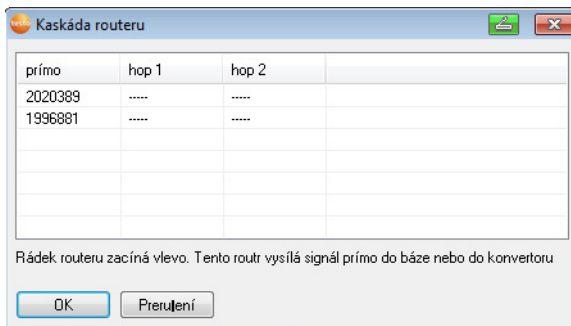 testo Kaskáda routeru
prímo hop 1 hop 2
2020389 ----- -----
1996881 ----- -----
Rádek routeru zacíná vlevo. Tento routr vysílá signál prímo do báze nebo do konvertoru
OK Prerulení